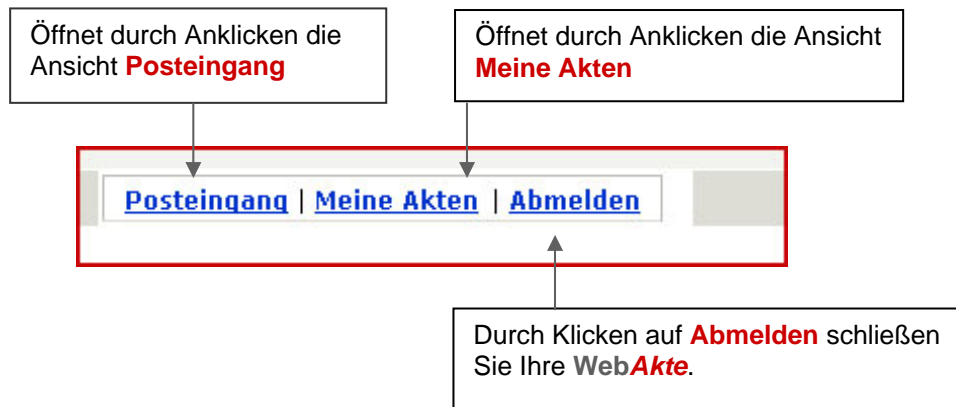 Öffnet durch Anklicken die
Ansicht Posteingang
Öffnet durch Anklicken die Ansicht
Meine Akten
Posteingang | Meine Akten | Abmelden
Durch Klicken auf Abmelden schließen
Sie Ihre WebAkte.